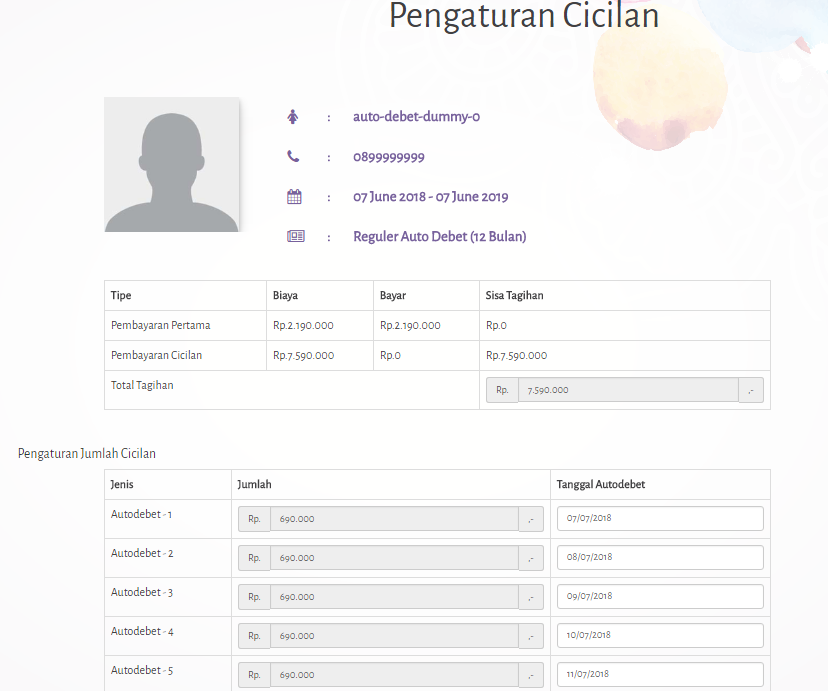 Pengaturan Cicilan
: auto-debet-dummy-0
: 0899999999
: 07 June 2018 - 07 June 2019
: Reguler Auto Debet (12 Bulan)
Tipe Biaya Bayar Sisa Tagihan
Pembayaran Pertama Rp.2.190.000 Rp.2.190.000 Rp.0
Pembayaran Cicilan Rp.7.590.000 Rp.0 Rp.7.590.000
Total Tagihan Rp. 7.590.000 ,-
Pengaturan Jumlah Cicilan
Jenis Jumlah Tanggal Autodebet
Autodebet - 1 Rp. 690.000 ,- 07/07/2018
Autodebet - 2 Rp. 690.000 ,- 08/07/2018
Autodebet - 3 Rp. 690.000 ,- 09/07/2018
Autodebet - 4 Rp. 690.000 ,- 10/07/2018
Autodebet - 5 Rp. 690.000 ,- 11/07/2018